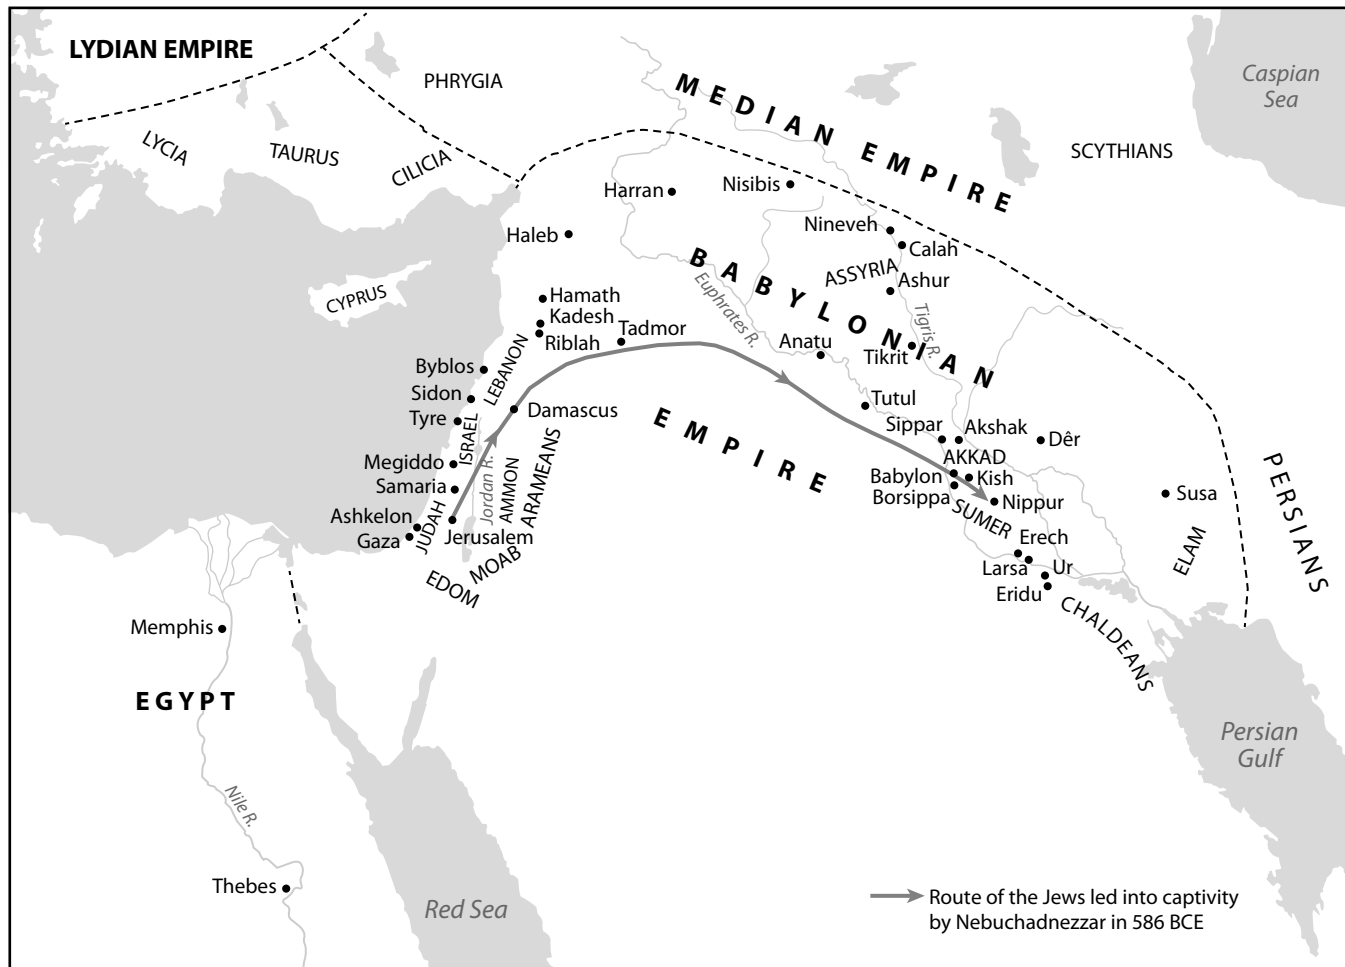 LYDIAN EMPIRE
PHRYGIA
MEDIAN EMPIRE
Caspian
Sea
SCYTHIANS
LYCIA
TAURUS
CILICIA
Harran
Nisibis
Nineveh
Calah
Haleb
BABYLONIAN
EMPIRE
ASSYRIA
Ashur
CYPRUS
Euphrates R.
Tigris R.
Hamath
Kadesh
Riblah
Tadmor
Anatu
Tikrit
Byblos
LEBANON
Sidon
Tyre
ISRAEL
Damascus
Tutul
Sippar
Akshak
Dêr
Megiddo
Samaria
Jordan R.
AMMON
ARAMEANS
AKKAD
Babylon
Kish
Borsippa
Nippur
Susa
PERSIANS
Ashkelon
Gaza
JUDAH
Jerusalem
MOAB
EDOM
SUMER
Erech
Larsa
Ur
Eridu
ELAM
CHALDEANS
Memphis
EGYPT
Persian
Gulf
Nile R.
Thebes
Red Sea
Route of the Jews led into captivity
by Nebuchadnezzar in 586 BCE